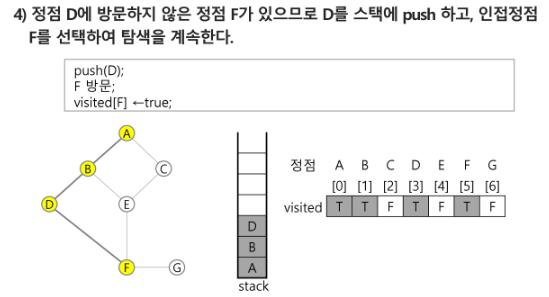 4) 정점 D에 방문하지 않은 정점 F가 있으므로 D를 스택에 push 하고, 인접정점
F를 선택하여 탐색을 계속한다.
push(D);
F 방문;
visited[F] ←true;
A
B
C
D
E
F
G
D
B
A
stack
정점 A B C D E F G
[0] [1] [2] [3] [4] [5] [6]
visited T T F T F T F